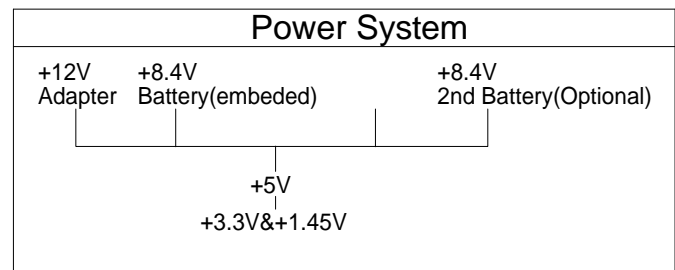 Power System
+12V
Adapter
+8.4V
Battery(embeded)
+8.4V
2nd Battery(Optional)
+5V
+3.3V&+1.45V